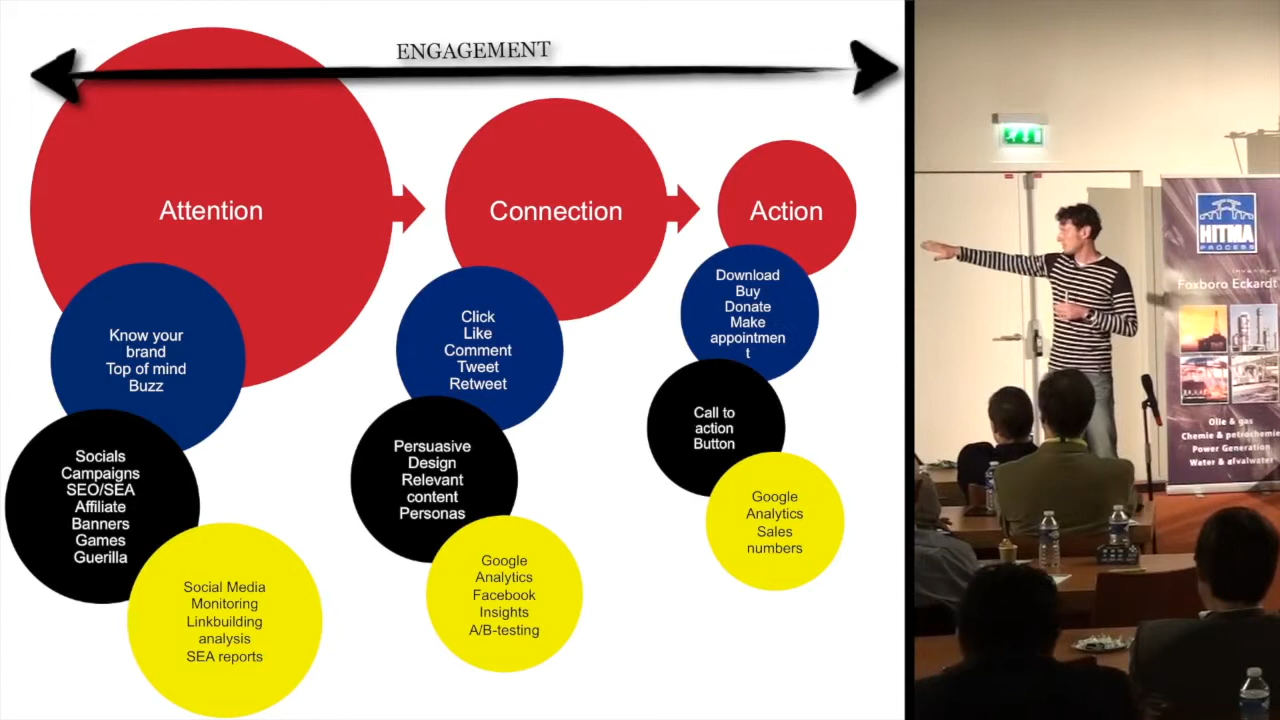 ENGAGEMENT
Attention
Connection
Action
Know your
brand
Top of mind
Buzz
Click
Like
Comment
Tweet
Retweet
Download
Buy
Donate
Make
appointmen
t
Socials
Campaigns
SEO/SEA
Affiliate
Banners
Games
Guerilla
Persuasive
Design
Relevant
content
Personas
Call to
action
Button
Social Media
Monitoring
Linkbuilding
analysis
SEA reports
Google
Analytics
Facebook
Insights
A/B-testing
Google
Analytics
Sales
numbers
HITMA
PROCESS
Foxboro Eckardt
Olie & gas
Chemie & petrochemie
Power Generation
Water & afvalwater